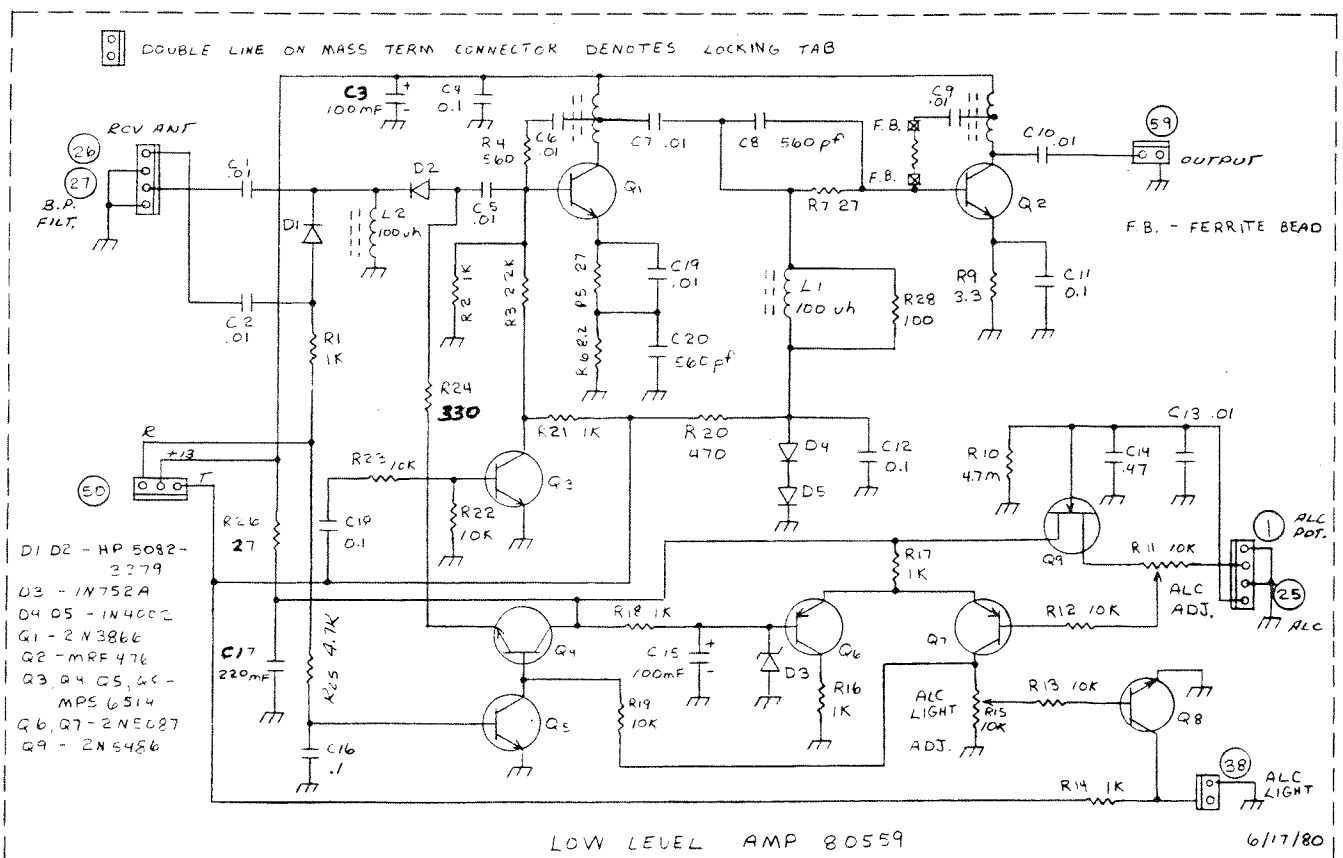 DOUBLE LINE ON MASS TERM CONNECTOR DENOTES LOCKING TAB
RCV ANT
26
27
B.P.
FILT.
C3
100mF
+
-
C4
0.1
R4
560
C6
.01
C7 .01
C8 560pf
F.B.
F.B.
C9
.01
C10 .01
59
OUTPUT
F.B. - FERRITE BEAD
C1
.01
D2
C5
.01
Q1
R7 27
Q2
D1
L2
100uh
C2
.01
R1
1K
R2 1K
R3 2.2K
R5 27
C19
.01
R6 8.2
C20
560pf
L1
100uh
R28
100
R9
3.3
C11
0.1
R24
330
R21 1K
R20
470
D4
D5
C12
0.1
R10
4.7m
C14
.47
C13 .01
R
+13
T
50
R23 10K
R22
10K
Q3
C19
0.1
R26
27
R17
1K
Q9
R11 10K
ALC
ADJ.
1
ALC
POT.
25
ALC
D1 D2 - HP 5082-
3379
D3 - 1N752A
D4 D5 - 1N4002
Q1 - 2N3866
Q2 - MRF 476
Q3, Q4 Q5,
MPS 6514
Q6, Q7 - 2N5087
Q9 - 2N5486
C17
220mF
R25 4.7K
Q4
R18 1K
C15
100mF
+
-
D3
Q6
Q7
R12 10K
R16
1K
Q5
R19
10K
C16
.1
ALC
LIGHT
ADJ.
R15
10K
R13 10K
Q8
R14 1K
38
ALC
LIGHT
LOW LEVEL AMP 80559
6/17/80